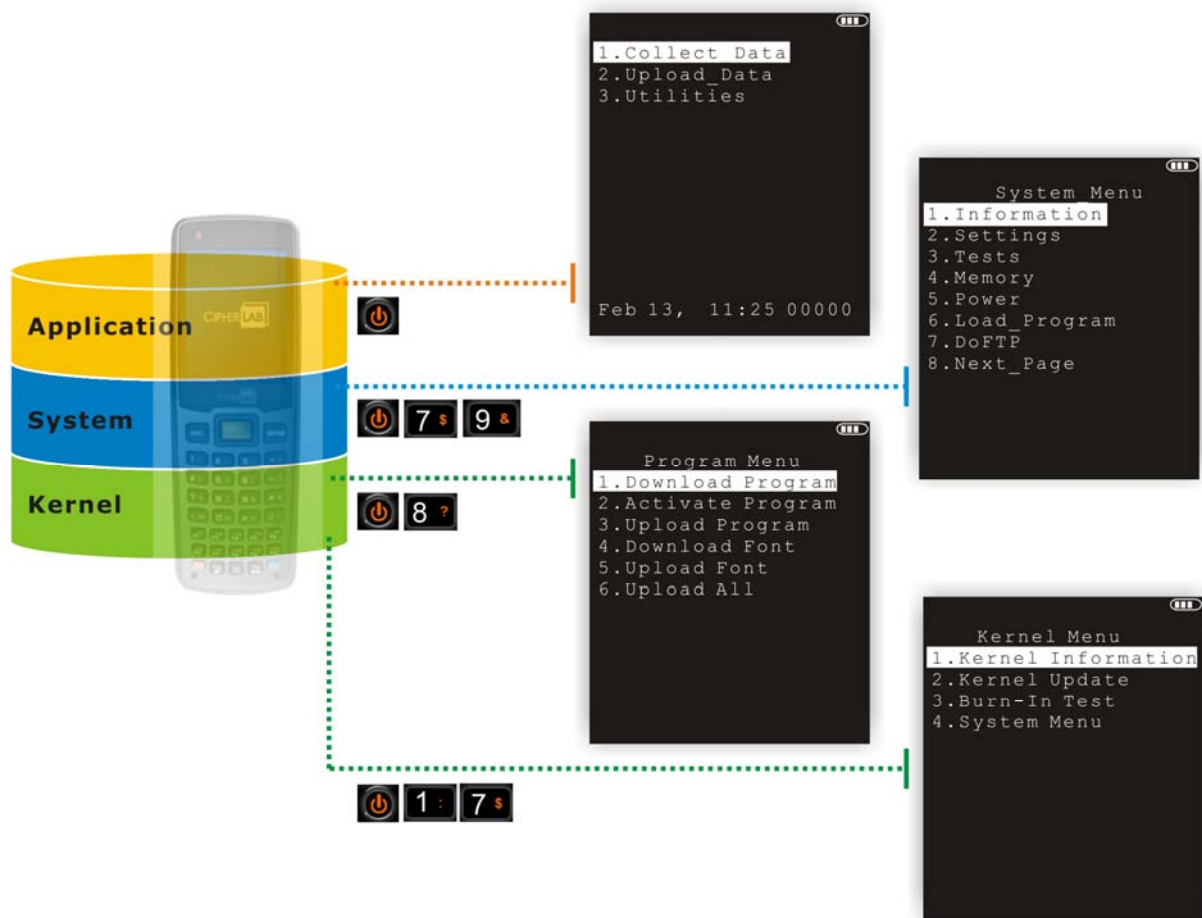 1.Collect Data
2.Upload_Data
3.Utilities
Feb 13, 11:25 00000
System_Menu
1.Information
2.Settings
3.Tests
4.Memory
5.Power
6.Load_Program
7.DoFTP
8.Next_Page
Application
CIPHERLAB
System
7 $ 9 &
Kernel
8 ?
Program Menu
1.Download Program
2.Activate Program
3.Upload Program
4.Download Font
5.Upload Font
6.Upload All
Kernel Menu
1.Kernel Information
2.Kernel Update
3.Burn-In Test
4.System Menu
1 : 7 $